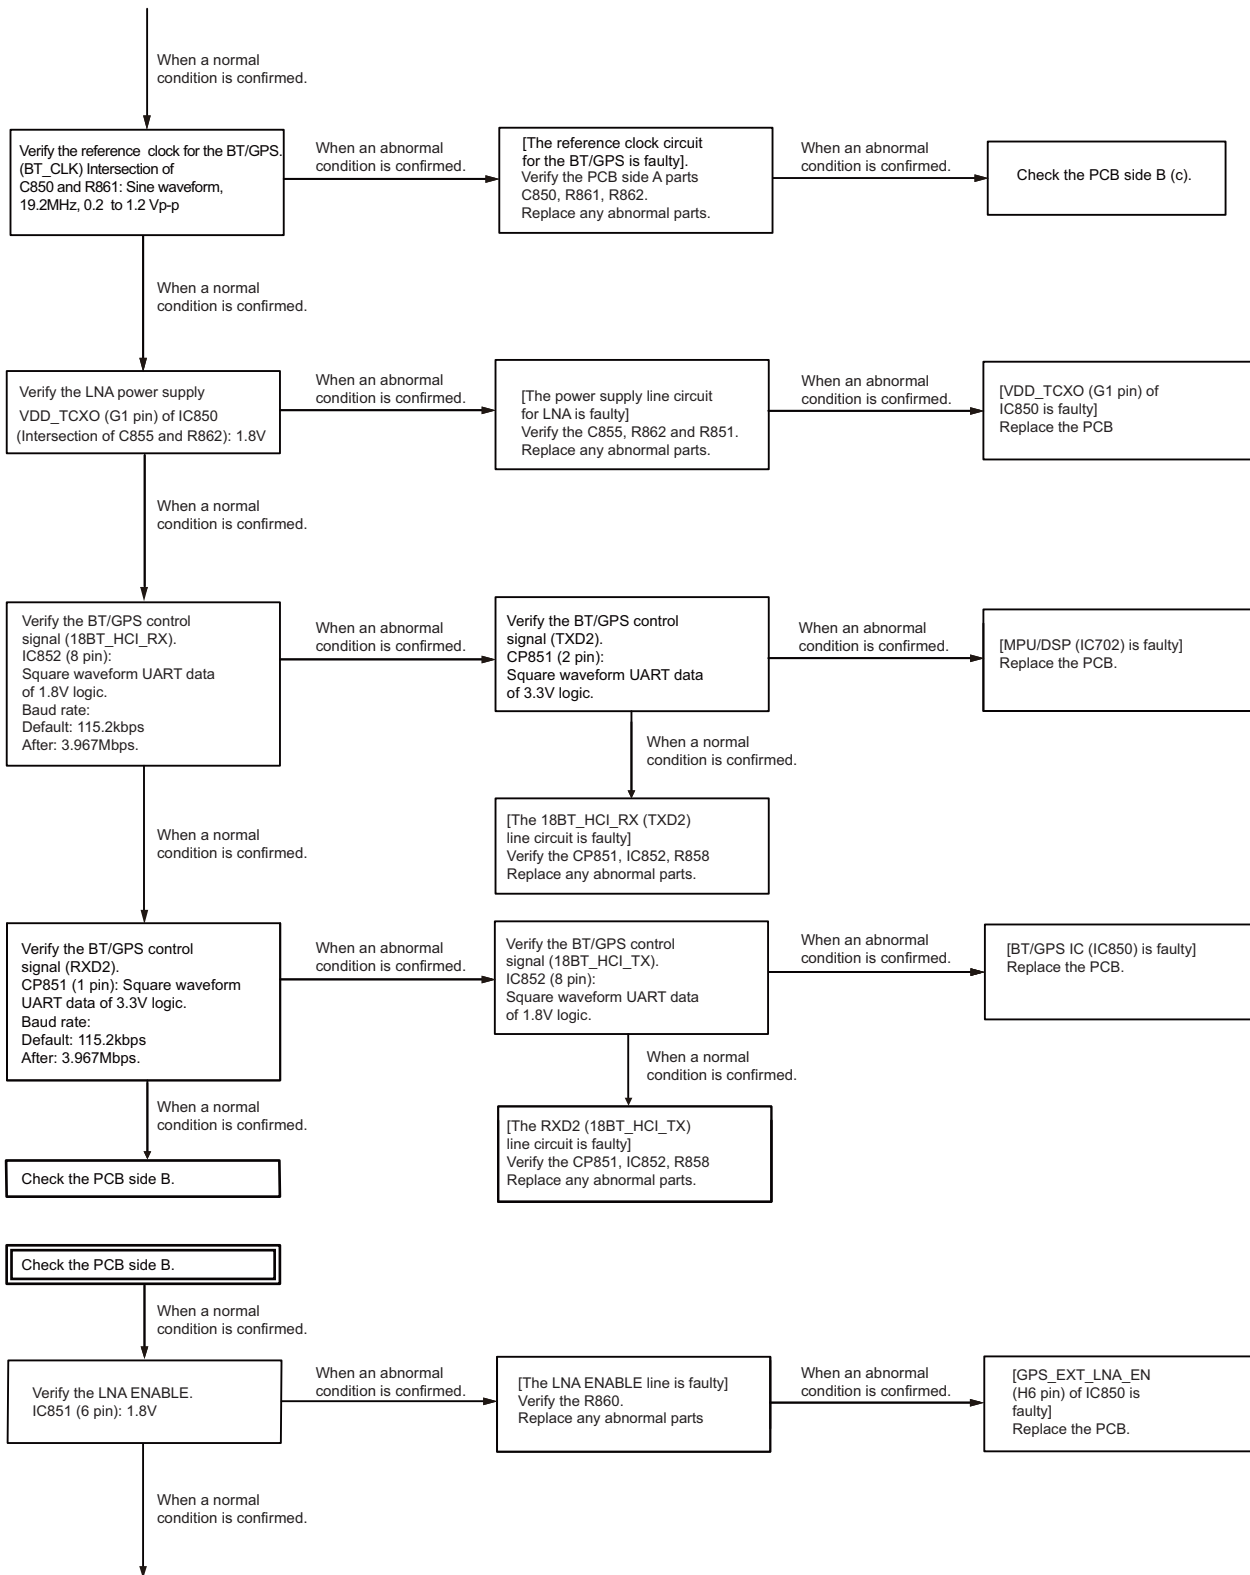 When a normal
condition is confirmed.
Verify the reference clock for the BT/GPS.
(BT_CLK) Intersection of
C850 and R861: Sine waveform,
19.2MHz, 0.2 to 1.2 Vp-p
When an abnormal
condition is confirmed.
[The reference clock circuit
for the BT/GPS is faulty].
Verify the PCB side A parts
C850, R861, R862.
Replace any abnormal parts.
When an abnormal
condition is confirmed.
Check the PCB side B (c).
When a normal
condition is confirmed.
Verify the LNA power supply
VDD_TCXO (G1 pin) of IC850
(Intersection of C855 and R862): 1.8V
When an abnormal
condition is confirmed.
[The power supply line circuit
for LNA is faulty]
Verify the C855, R862 and R851.
Replace any abnormal parts.
When an abnormal
condition is confirmed.
[VDD_TCXO (G1 pin) of
IC850 is faulty]
Replace the PCB
When a normal
condition is confirmed.
Verify the BT/GPS control
signal (18BT_HCI_RX).
IC852 (8 pin):
Square waveform UART data
of 1.8V logic.
Baud rate:
Default: 115.2kbps
After: 3.967Mbps.
When an abnormal
condition is confirmed.
Verify the BT/GPS control
signal (TXD2).
CP851 (2 pin):
Square waveform UART data
of 3.3V logic.
When an abnormal
condition is confirmed.
[MPU/DSP (IC702) is faulty]
Replace the PCB.
When a normal
condition is confirmed.
[The 18BT_HCI_RX (TXD2)
line circuit is faulty]
Verify the CP851, IC852, R858
Replace any abnormal parts.
When a normal
condition is confirmed.
Verify the BT/GPS control
signal (RXD2).
CP851 (1 pin): Square waveform
UART data of 3.3V logic.
Baud rate:
Default: 115.2kbps
After: 3.967Mbps.
When an abnormal
condition is confirmed.
Verify the BT/GPS control
signal (18BT_HCI_TX).
IC852 (8 pin):
Square waveform UART data
of 1.8V logic.
When an abnormal
condition is confirmed.
[BT/GPS IC (IC850) is faulty]
Replace the PCB.
When a normal
condition is confirmed.
[The RXD2 (18BT_HCI_TX)
line circuit is faulty]
Verify the CP851, IC852, R858
Replace any abnormal parts.
When a normal
condition is confirmed.
Check the PCB side B.
Check the PCB side B.
When a normal
condition is confirmed.
Verify the LNA ENABLE.
IC851 (6 pin): 1.8V
When an abnormal
condition is confirmed.
[The LNA ENABLE line is faulty]
Verify the R860.
Replace any abnormal parts
When an abnormal
condition is confirmed.
[GPS_EXT_LNA_EN
(H6 pin) of IC850 is
faulty]
Replace the PCB.
When a normal
condition is confirmed.